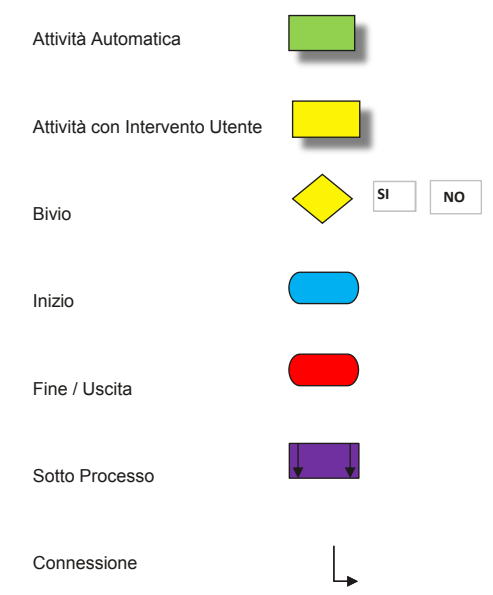 Attività Automatica
Attività con Intervento Utente
Bivio
SI
NO
Inizio
Fine / Uscita
Sotto Processo
Connessione